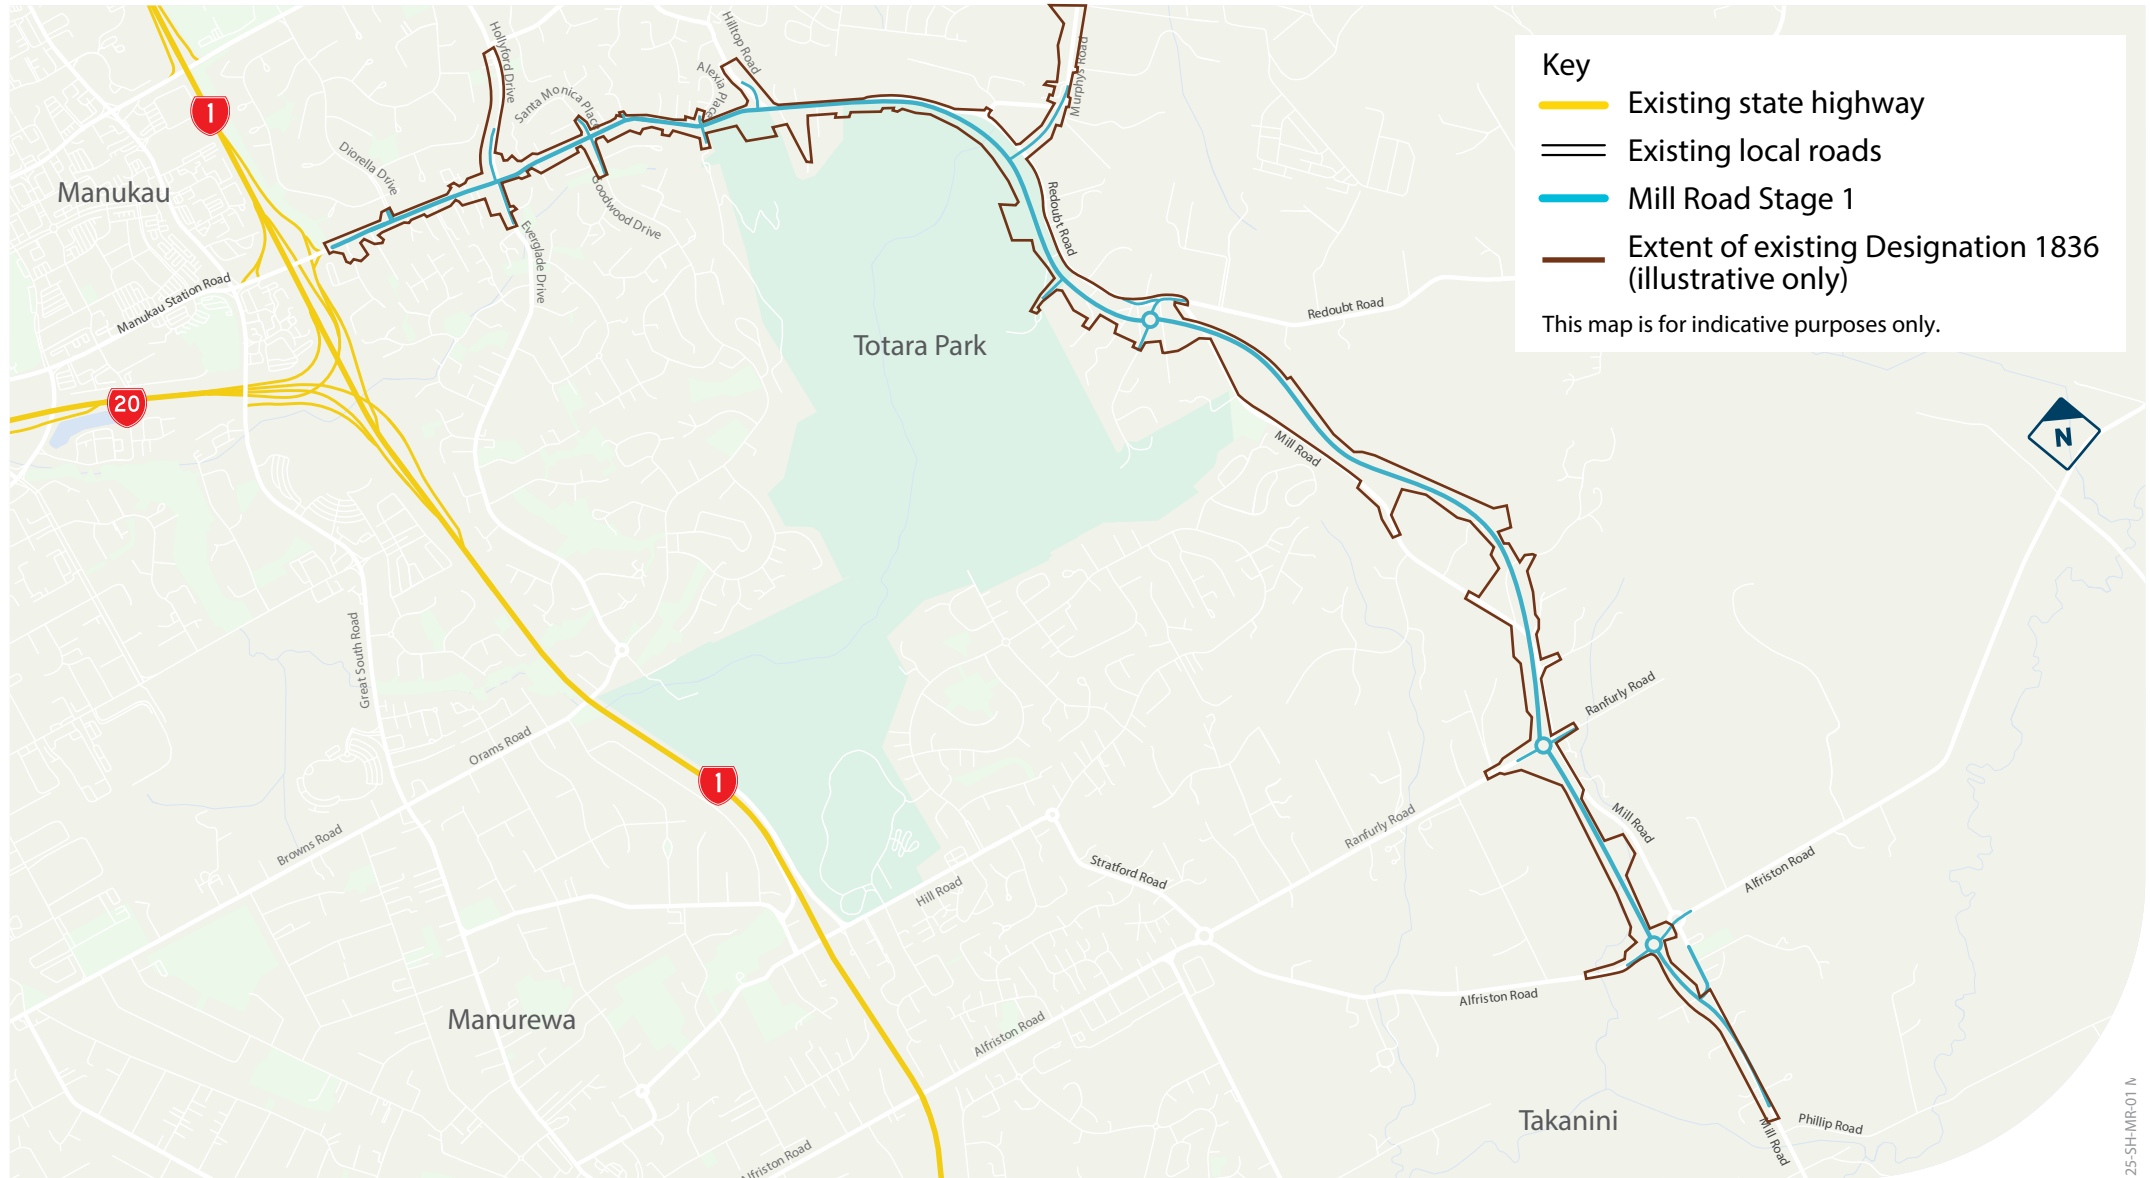 Key
Existing state highway
Existing local roads
Mill Road Stage 1
Extent of existing Designation 1836
(illustrative only)
This map is for indicative purposes only.
N
1
20
1
Manukau
Totara Park
Manurewa
Takanini
Hollyford Drive
Hilltop Road
Alexia Place
Santa Monica Place
Murphys Road
Diorella Drive
Goodwood Drive
Everglade Drive
Redoubt Road
Redoubt Road
Manukau Station Road
Mill Road
Great South Road
Orams Road
Browns Road
Ranfurly Road
Ranfurly Road
Mill Road
Stratford Road
Hill Road
Alfriston Road
Alfriston Road
Alfriston Road
Alfriston Road
Phillip Road
Mill Road
25-SH-MR-01